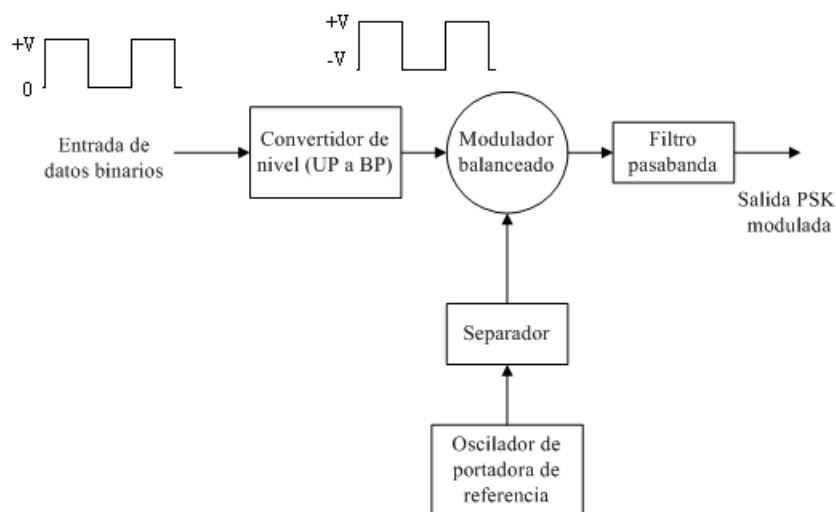 +V
0
+V
-V
Entrada de
datos binarios
Convertidor de
nivel (UP a BP)
Modulador
balanceado
Filtro
pasabanda
Salida PSK
modulada
Separador
Oscilador de
portadora de
referencia